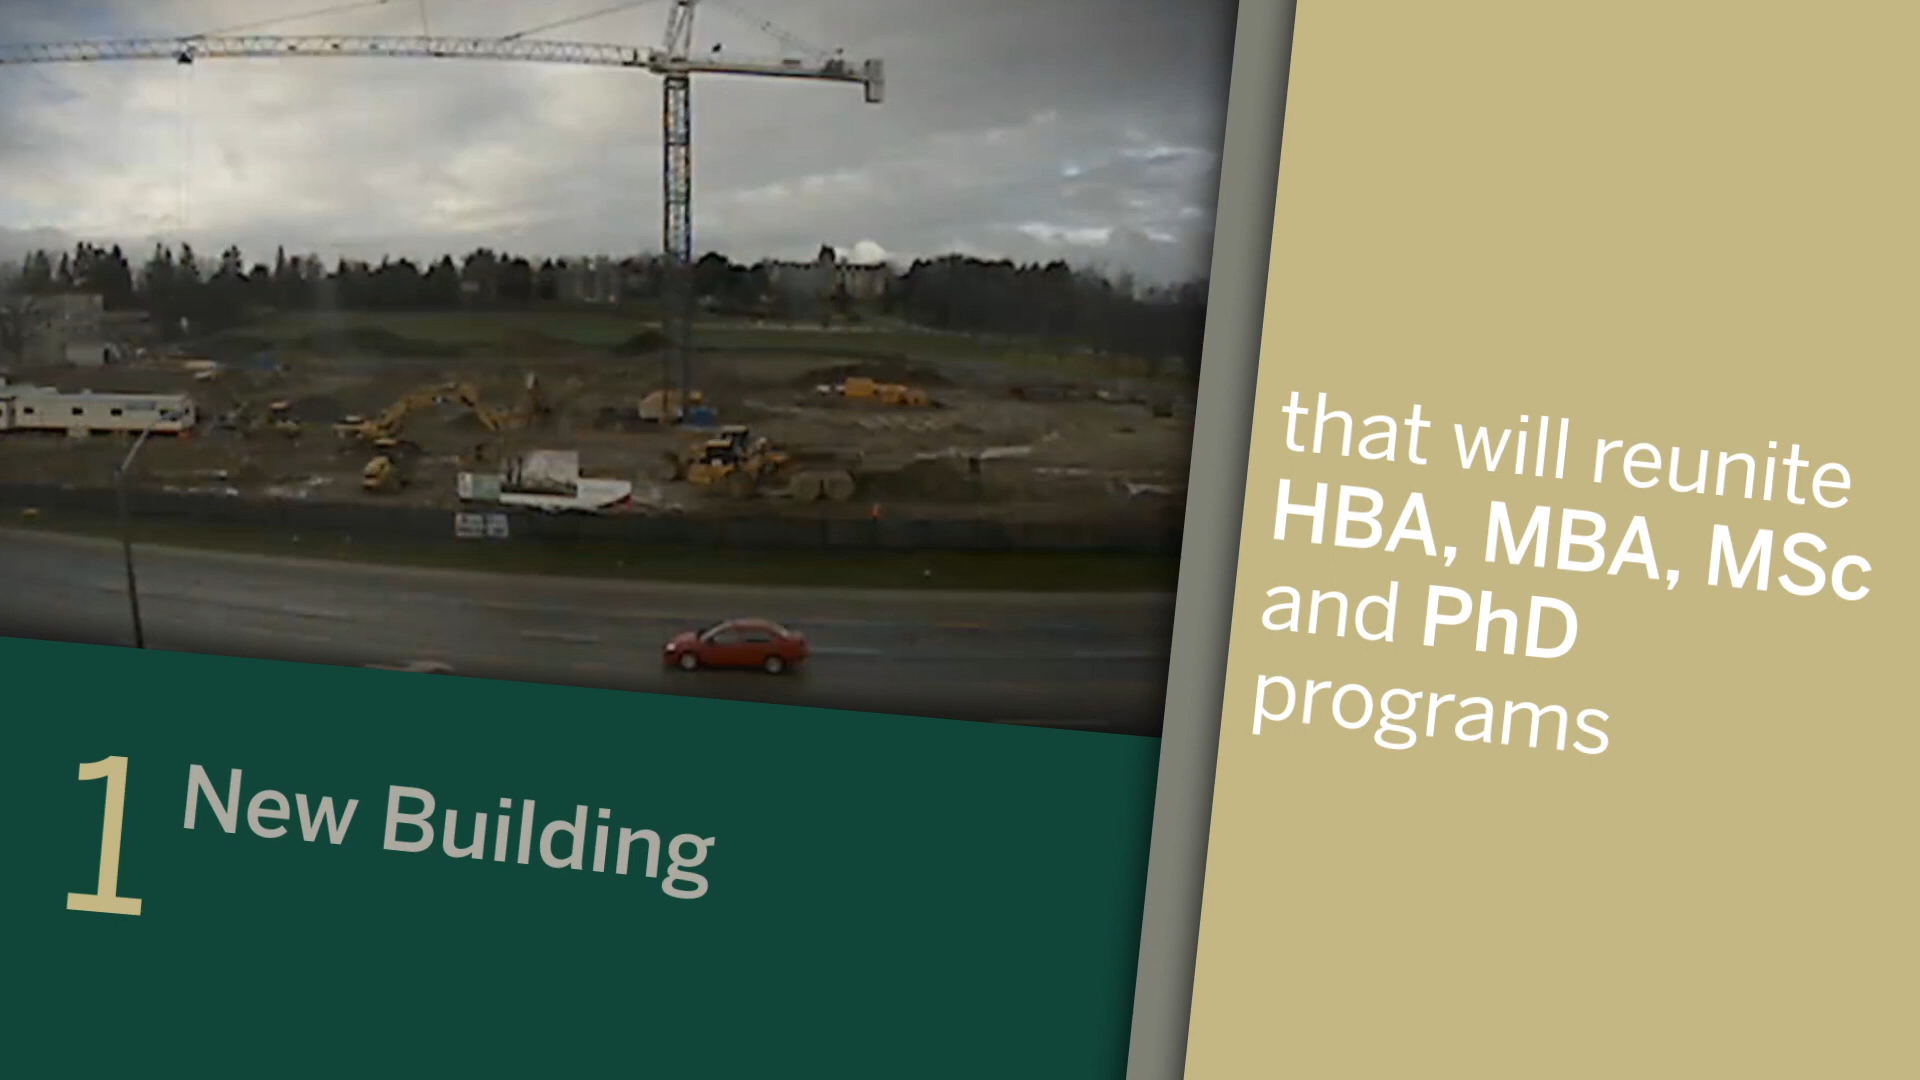 1 New Building
that will reunite
HBA, MBA, MSc
and PhD
programs